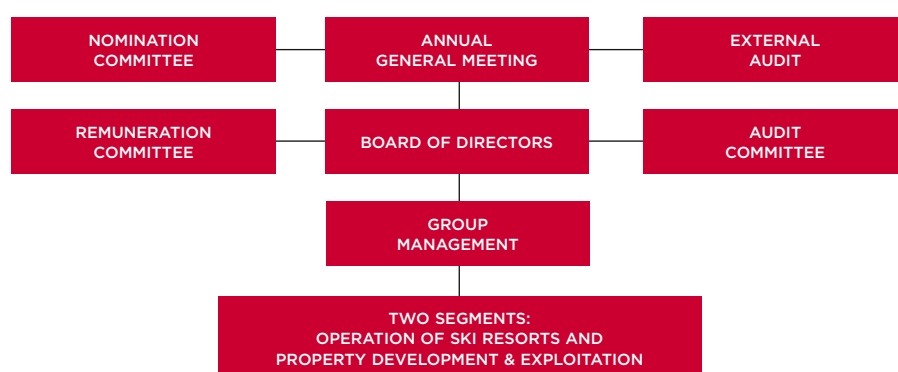 NOMINATION
COMMITTEE
ANNUAL
GENERAL MEETING
EXTERNAL
AUDIT
REMUNERATION
COMMITTEE
BOARD OF DIRECTORS
AUDIT
COMMITTEE
GROUP
MANAGEMENT
TWO SEGMENTS:
OPERATION OF SKI RESORTS AND
PROPERTY DEVELOPMENT & EXPLOITATION